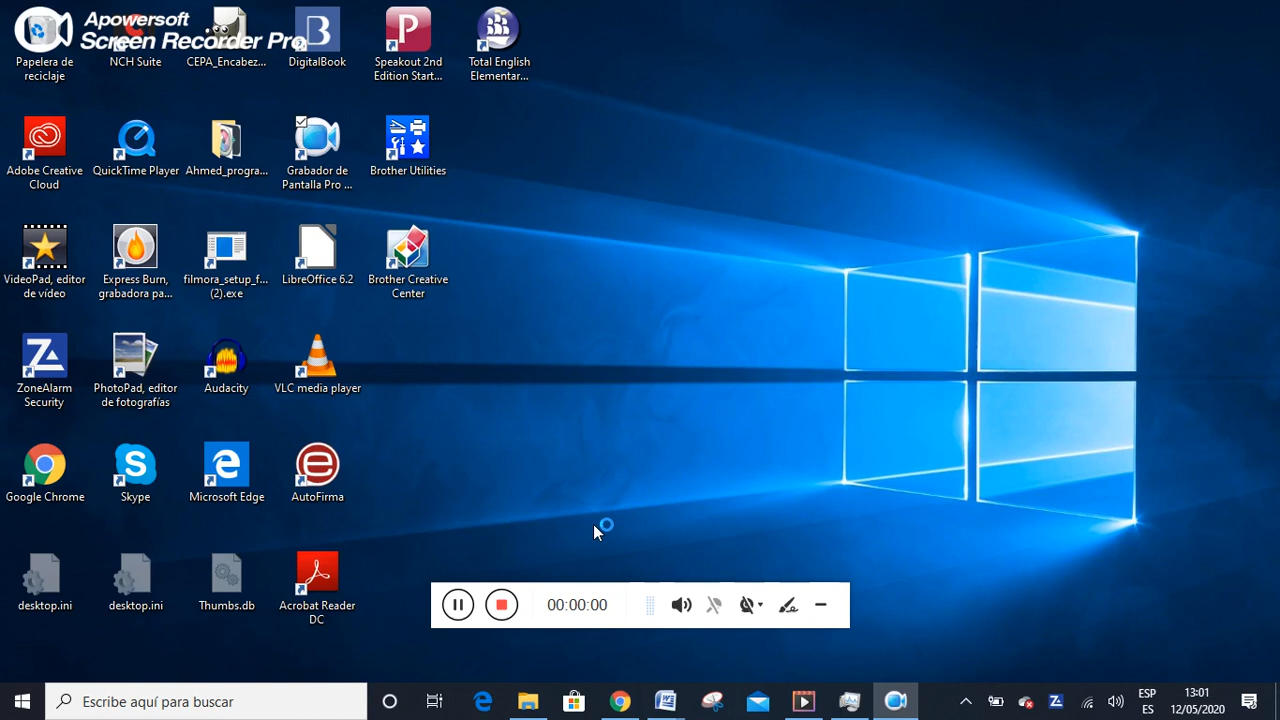 Apowersoft
Screen Recorder Pro
Papelera de
reciclaje
NCH Suite
CEPA_Encabez...
DigitalBook
Speakout 2nd
Edition Start...
Total English
Elementar...
Adobe Creative
Cloud
QuickTime Player
Ahmed_progra...
Grabador de
Pantalla Pro ...
Brother Utilities
VideoPad, editor
de vídeo
Express Burn,
grabadora pa...
filmora_setup_f...
(2).exe
LibreOffice 6.2
Brother Creative
Center
ZoneAlarm
Security
PhotoPad, editor
de fotografías
Audacity
VLC media player
Google Chrome
Skype
Microsoft Edge
AutoFirma
desktop.ini
desktop.ini
Thumbs.db
Acrobat Reader
DC
00:00:00
Escribe aquí para buscar
ESP
ES
13:01
12/05/2020